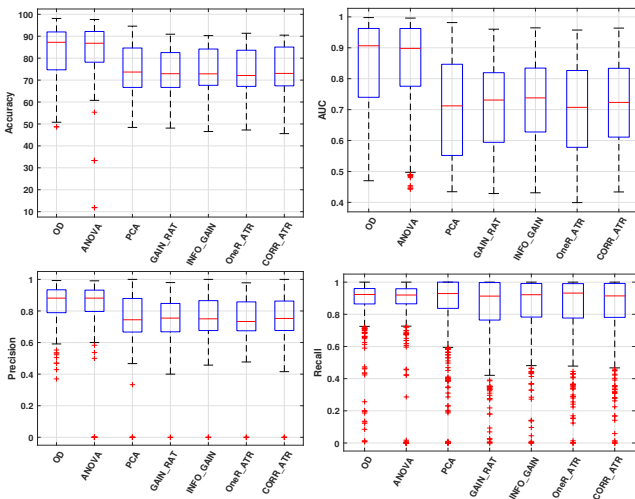 100
90
80
70
60
50
40
30
20
10
Accuracy
OD
ANOVA
PCA
GAIN_RAT
INFO_GAIN
OneR_ATR
CORR_ATR
1
0.9
0.8
0.7
0.6
0.5
0.4
AUC
OD
ANOVA
PCA
GAIN_RAT
INFO_GAIN
OneR_ATR
CORR_ATR
1
0.8
0.6
0.4
0.2
0
Precision
OD
ANOVA
PCA
GAIN_RAT
INFO_GAIN
OneR_ATR
CORR_ATR
1
0.8
0.6
0.4
0.2
0
Recall
OD
ANOVA
PCA
GAIN_RAT
INFO_GAIN
OneR_ATR
CORR_ATR